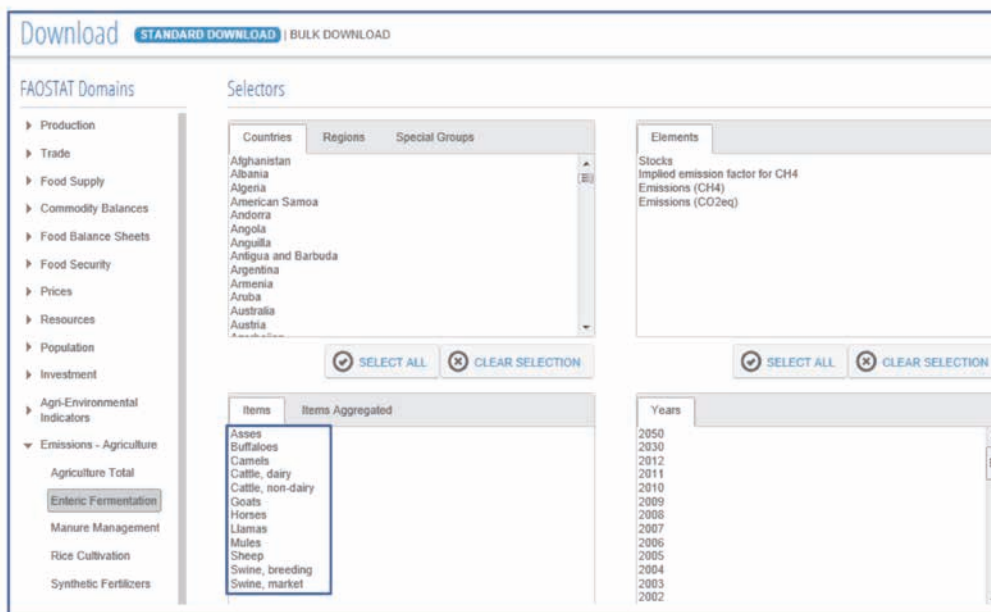 Download STANDARD DOWNLOAD | BULK DOWNLOAD
FAOSTAT Domains
Production
Trade
Food Supply
Commodity Balances
Food Balance Sheets
Food Security
Prices
Resources
Population
Investment
Agri-Environmental
Indicators
Emissions - Agriculture
Agriculture Total
Enteric Fermentation
Manure Management
Rice Cultivation
Synthetic Fertilizers
Selectors
Countries Regions Special Groups
Afghanistan
Albania
Algeria
American Samoa
Andorra
Angola
Anguilla
Antigua and Barbuda
Argentina
Armenia
Aruba
Australia
Austria
SELECT ALL CLEAR SELECTION
Elements
Stocks
Implied emission factor for CH4
Emissions (CH4)
Emissions (CO2eq)
SELECT ALL CLEAR SELECTION
Items Items Aggregated
Asses
Buffaloes
Camels
Cattle, dairy
Cattle, non-dairy
Goats
Horses
Llamas
Mules
Sheep
Swine, breeding
Swine, market
Years
2050
2030
2012
2011
2010
2009
2008
2007
2006
2005
2004
2003
2002